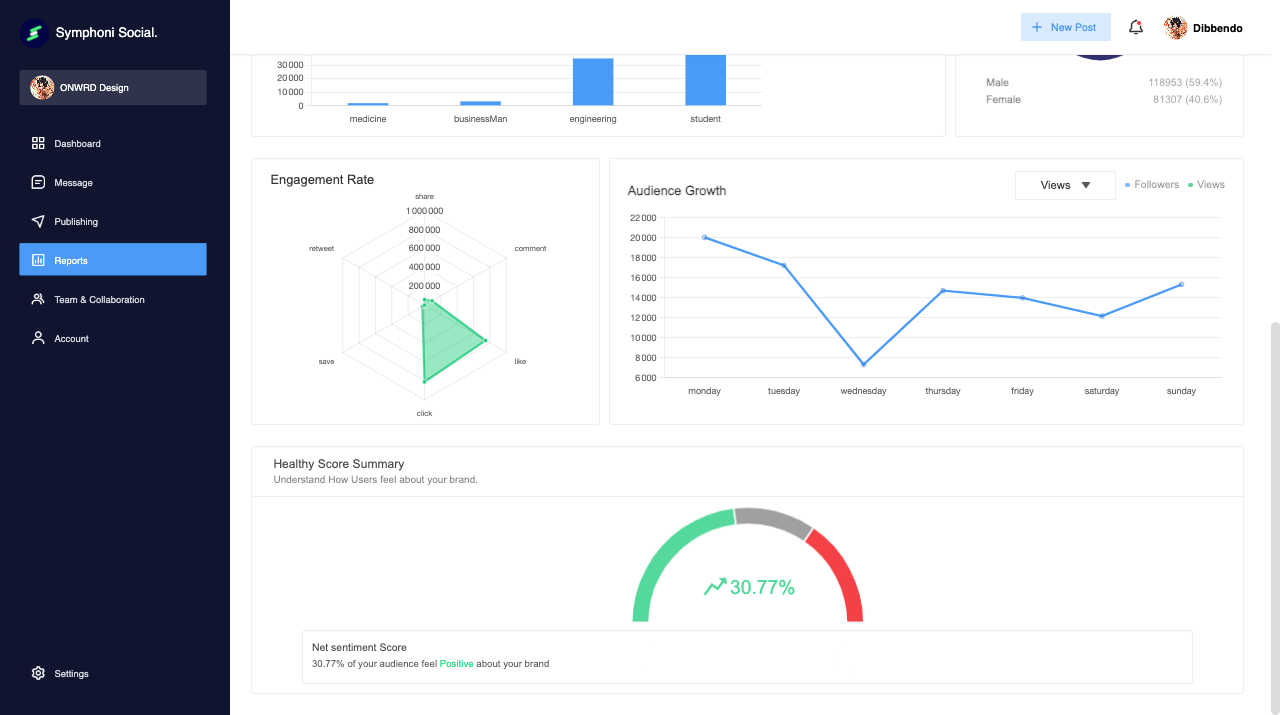 Symphoni Social.
ONWRD Design
Dashboard
Message
Publishing
Reports
Team & Collaboration
Account
Settings
New Post
Dibbendo
30 000
20 000
10 000
0
medicine businessMan engineering student
Male 118953 (59.4%)
Female 81307 (40.6%)
Engagement Rate
share
1 000 000
800 000
600 000
400 000
200 000
retweet comment
save like
click
Audience Growth
Views
Followers Views
22 000
20 000
18 000
16 000
14 000
12 000
10 000
8 000
6 000
monday tuesday wednesday thursday friday saturday sunday
Healthy Score Summary
Understand How Users feel about your brand.
30.77%
Net sentiment Score
30.77% of your audience feel Positive about your brand